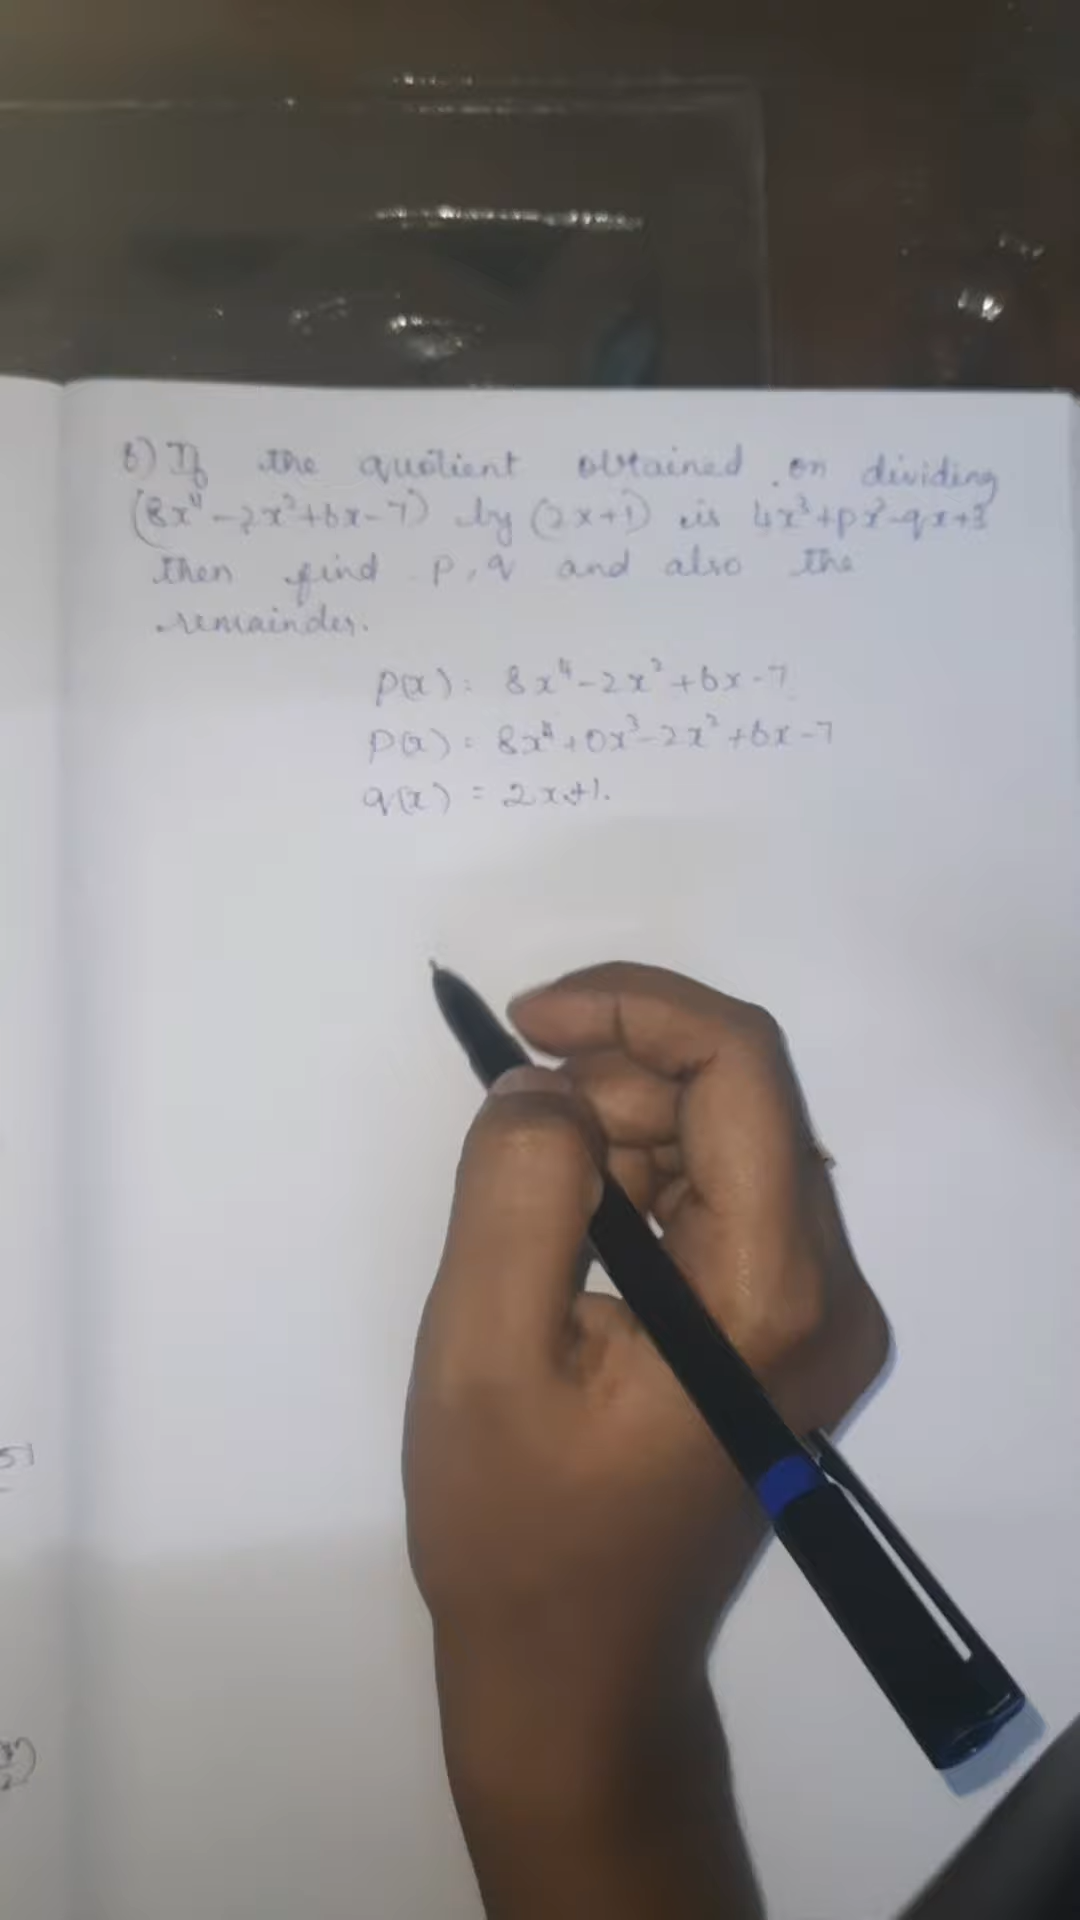 6) If the quotient obtained on dividing
(8x⁴-2x²+6x-7) by (2x+1) is 4x³+px²-qx+3
then find p,q and also the
remainder.
p(x): 8x⁴-2x²+6x-7
p(x)= 8x⁴+0x³-2x²+6x-7
q(x) = 2x+1.
5)